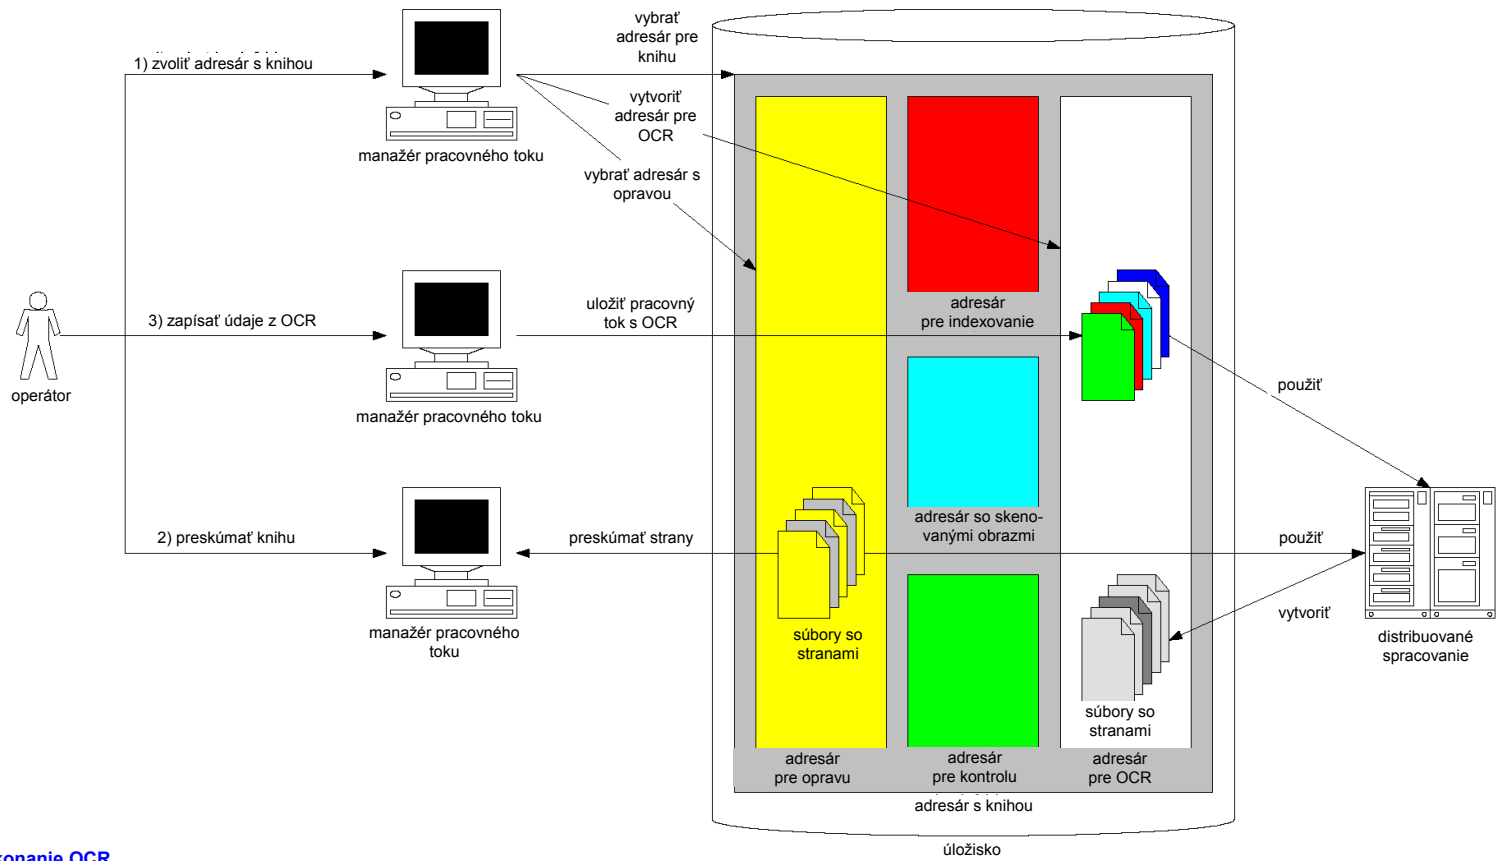 1) zvoliť adresár s knihou
manažér pracovného toku
vybrať
adresár pre
knihu
vytvoriť
adresár pre
OCR
vybrať adresár s
opravou
operátor
3) zapísať údaje z OCR
manažér pracovného toku
uložiť pracovný
tok s OCR
adresár
pre indexovanie
použiť
2) preskúmať knihu
manažér pracovného
toku
preskúmať strany
súbory so
stranami
adresár so skeno-
vanými obrazmi
použiť
vytvoriť
distribuované
spracovanie
súbory so
stranami
adresár
pre opravu
adresár
pre kontrolu
adresár
pre OCR
adresár s knihou
úložisko
OCR